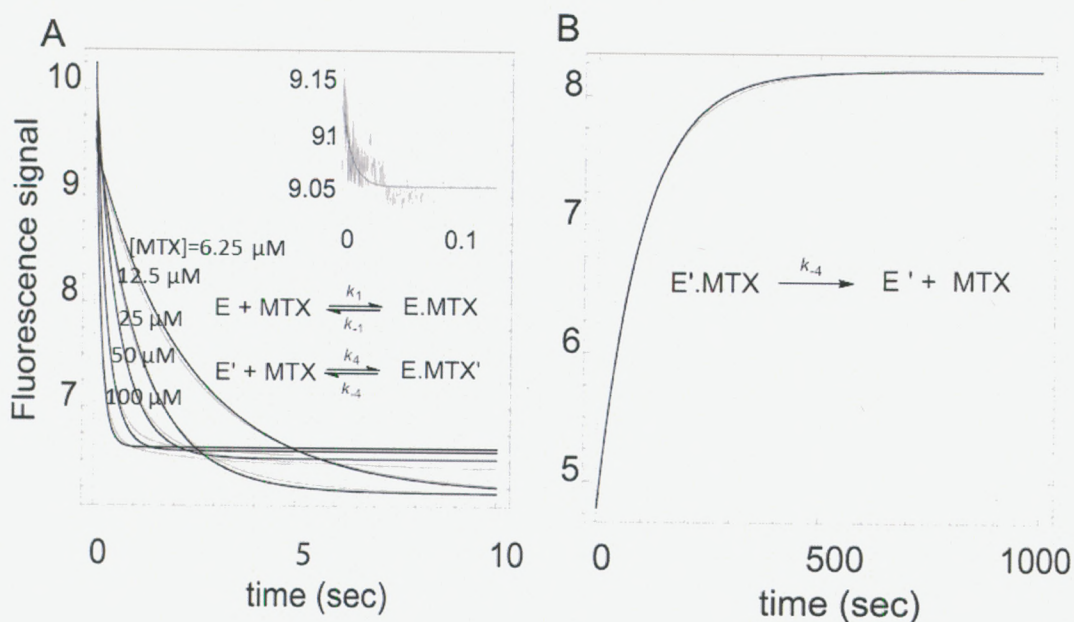 A
Fluorescence signal
10
9
8
7
9.15
91
9.05
0 0.1
[MTX]=6.25 µM
12.5 µM
25 µM
50 µM
100 µM
k₁
E + MTX ⇌ E.MTX
k₋₁
k₄
E' + MTX ⇌ E.MTX'
k₋₄
0 5 10
time (sec)
B
8
7
6
5
k₋₄
E'.MTX → E' + MTX
0 500 1000
time (sec)